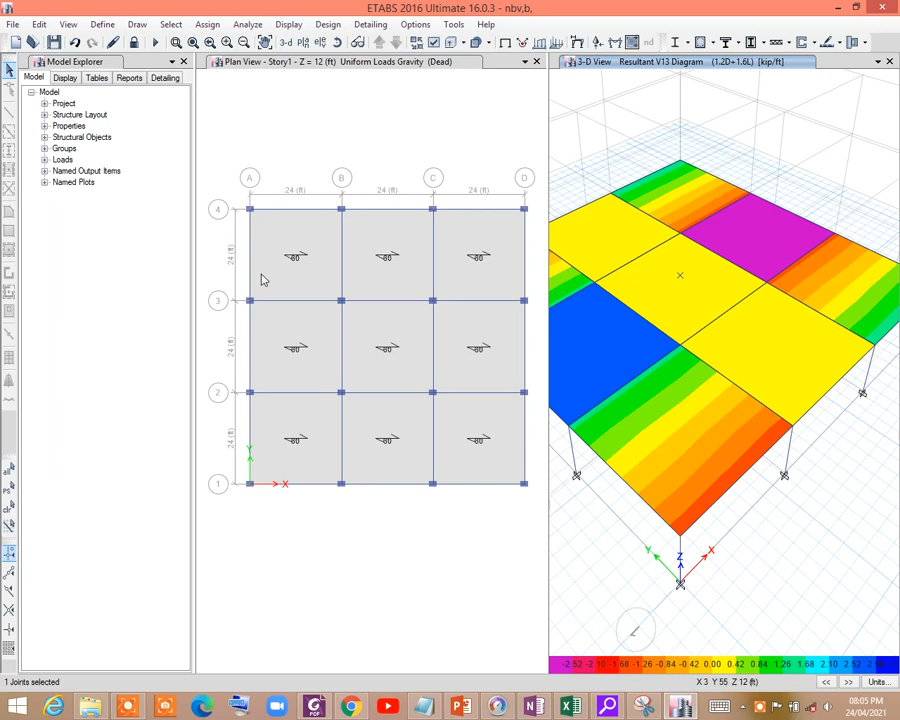 ETABS 2016 Ultimate 16.0.3 - nbv,b,
File Edit View Define Draw Select Assign Analyze Display Design Detailing Options Tools Help
3-d
nd
Model Explorer
Model Display Tables Reports Detailing
Model
Project
Structure Layout
Properties
Structural Objects
Groups
Loads
Named Output Items
Named Plots
Plan View - Story1 - Z = 12 (ft) Uniform Loads Gravity (Dead)
A B C D
24 (ft) 24 (ft) 24 (ft)
4
80 80 80
24 (ft)
3
80 80 80
24 (ft)
2
80 80 80
24 (ft)
Y
1
X
3-D View Resultant V13 Diagram (1.2D+1.6L) [kip/ft]
Y Z X
-2.52 -2.10 -1.68 -1.26 -0.84 -0.42 0.00 0.42 0.84 1.26 1.68 2.10 2.52
1 Joints selected
X 3 Y 55 Z 12 (ft)
<< >> Units...
08:05 PM
24/04/2021